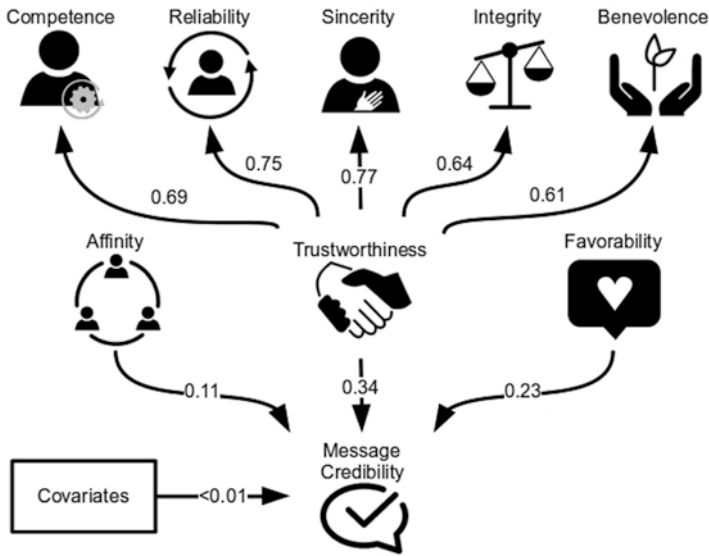 Competence
Reliability
Sincerity
Integrity
Benevolence
0.69
0.75
0.77
0.64
0.61
Affinity
Trustworthiness
Favorability
0.11
0.34
0.23
Message
Credibility
Covariates
<0.01